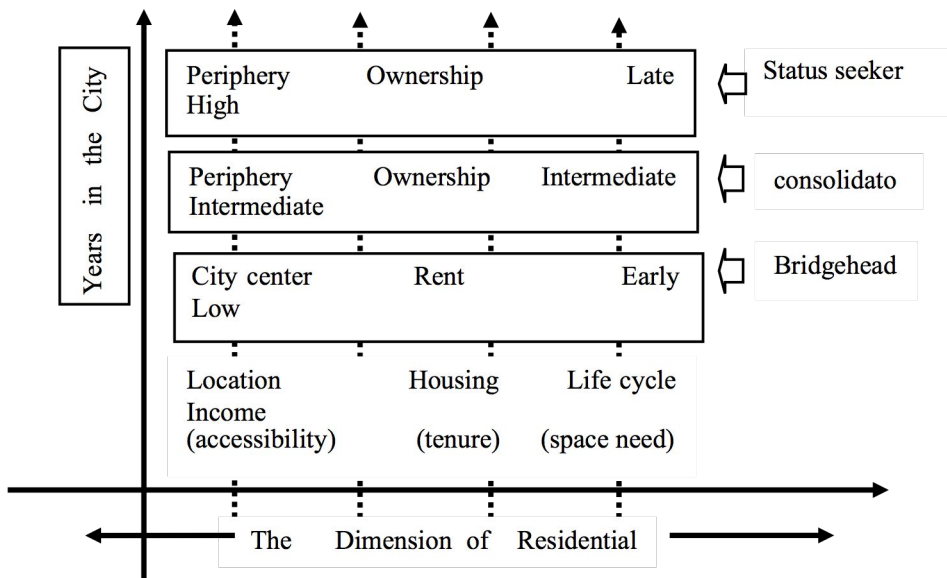 Years in the City
Periphery Ownership Late
High
Status seeker
Periphery Ownership Intermediate
Intermediate
consolidato
City center Rent Early
Low
Bridgehead
Location Housing Life cycle
Income
(accessibility) (tenure) (space need)
The Dimension of Residential